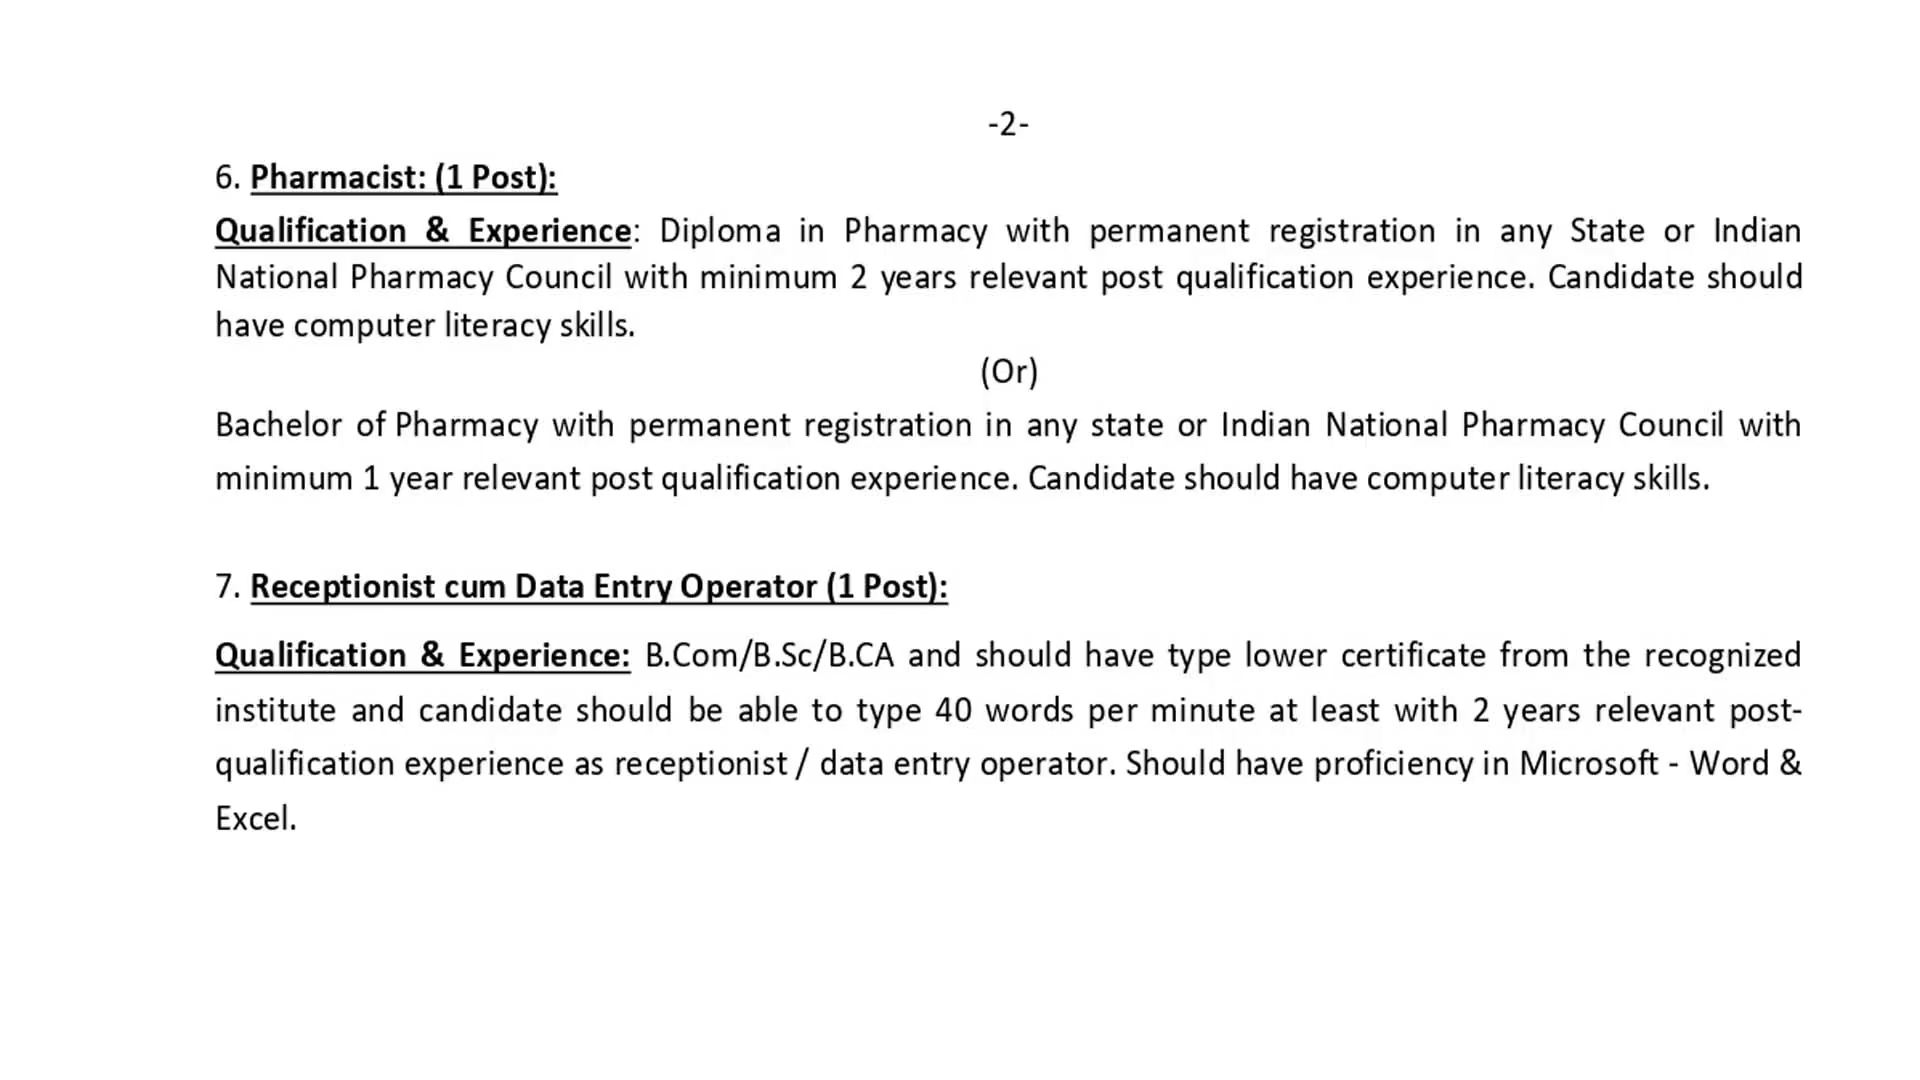 -2-
6. Pharmacist: (1 Post):
Qualification & Experience: Diploma in Pharmacy with permanent registration in any State or Indian
National Pharmacy Council with minimum 2 years relevant post qualification experience. Candidate should
have computer literacy skills.
(Or)
Bachelor of Pharmacy with permanent registration in any state or Indian National Pharmacy Council with
minimum 1 year relevant post qualification experience. Candidate should have computer literacy skills.
7. Receptionist cum Data Entry Operator (1 Post):
Qualification & Experience: B.Com/B.Sc/B.CA and should have type lower certificate from the recognized
institute and candidate should be able to type 40 words per minute at least with 2 years relevant post-
qualification experience as receptionist / data entry operator. Should have proficiency in Microsoft - Word &
Excel.